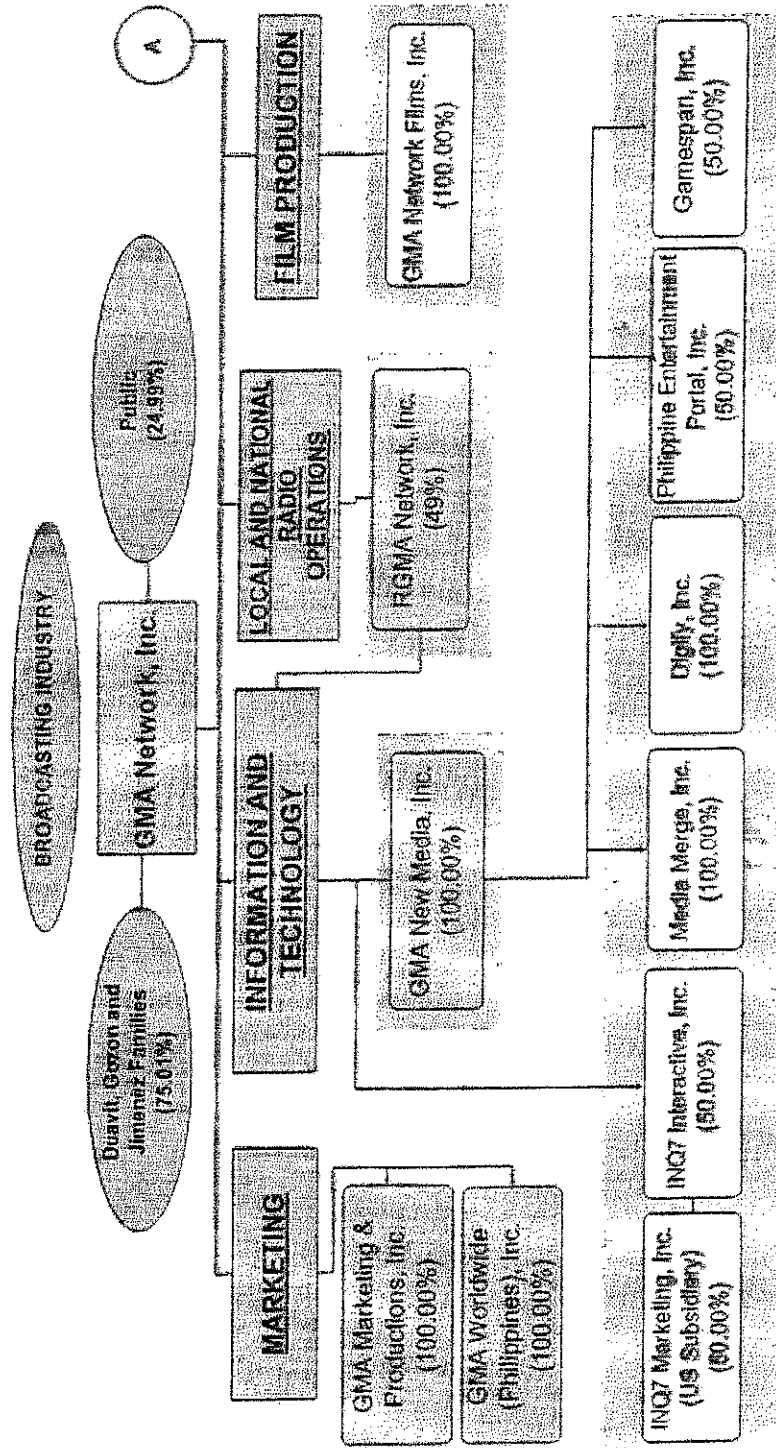 BROADCASTING INDUSTRY
Duavit, Gozon and
Jimenez Families
(75.01%)
GMA Network, Inc.
Public
(24.99%)
A
MARKETING
INFORMATION AND
TECHNOLOGY
LOCAL AND NATIONAL
RADIO
OPERATIONS
FILM PRODUCTION
GMA Marketing &
Productions, Inc.
(100.00%)
GMA Worldwide
(Philippines), Inc.
(100.00%)
GMA New Media, Inc.
(100.00%)
RGMA Network, Inc.
(49%)
GMA Network Films, Inc.
(100.00%)
INQ7 Marketing, Inc.
(US Subsidiary)
(50.00%)
INQ7 Interactive, Inc.
(50.00%)
Media Merge, Inc.
(100.00%)
Digify, Inc.
(100.00%)
Philippine Entertainment
Portal, Inc.
(50.00%)
Gamespan, Inc.
(50.00%)